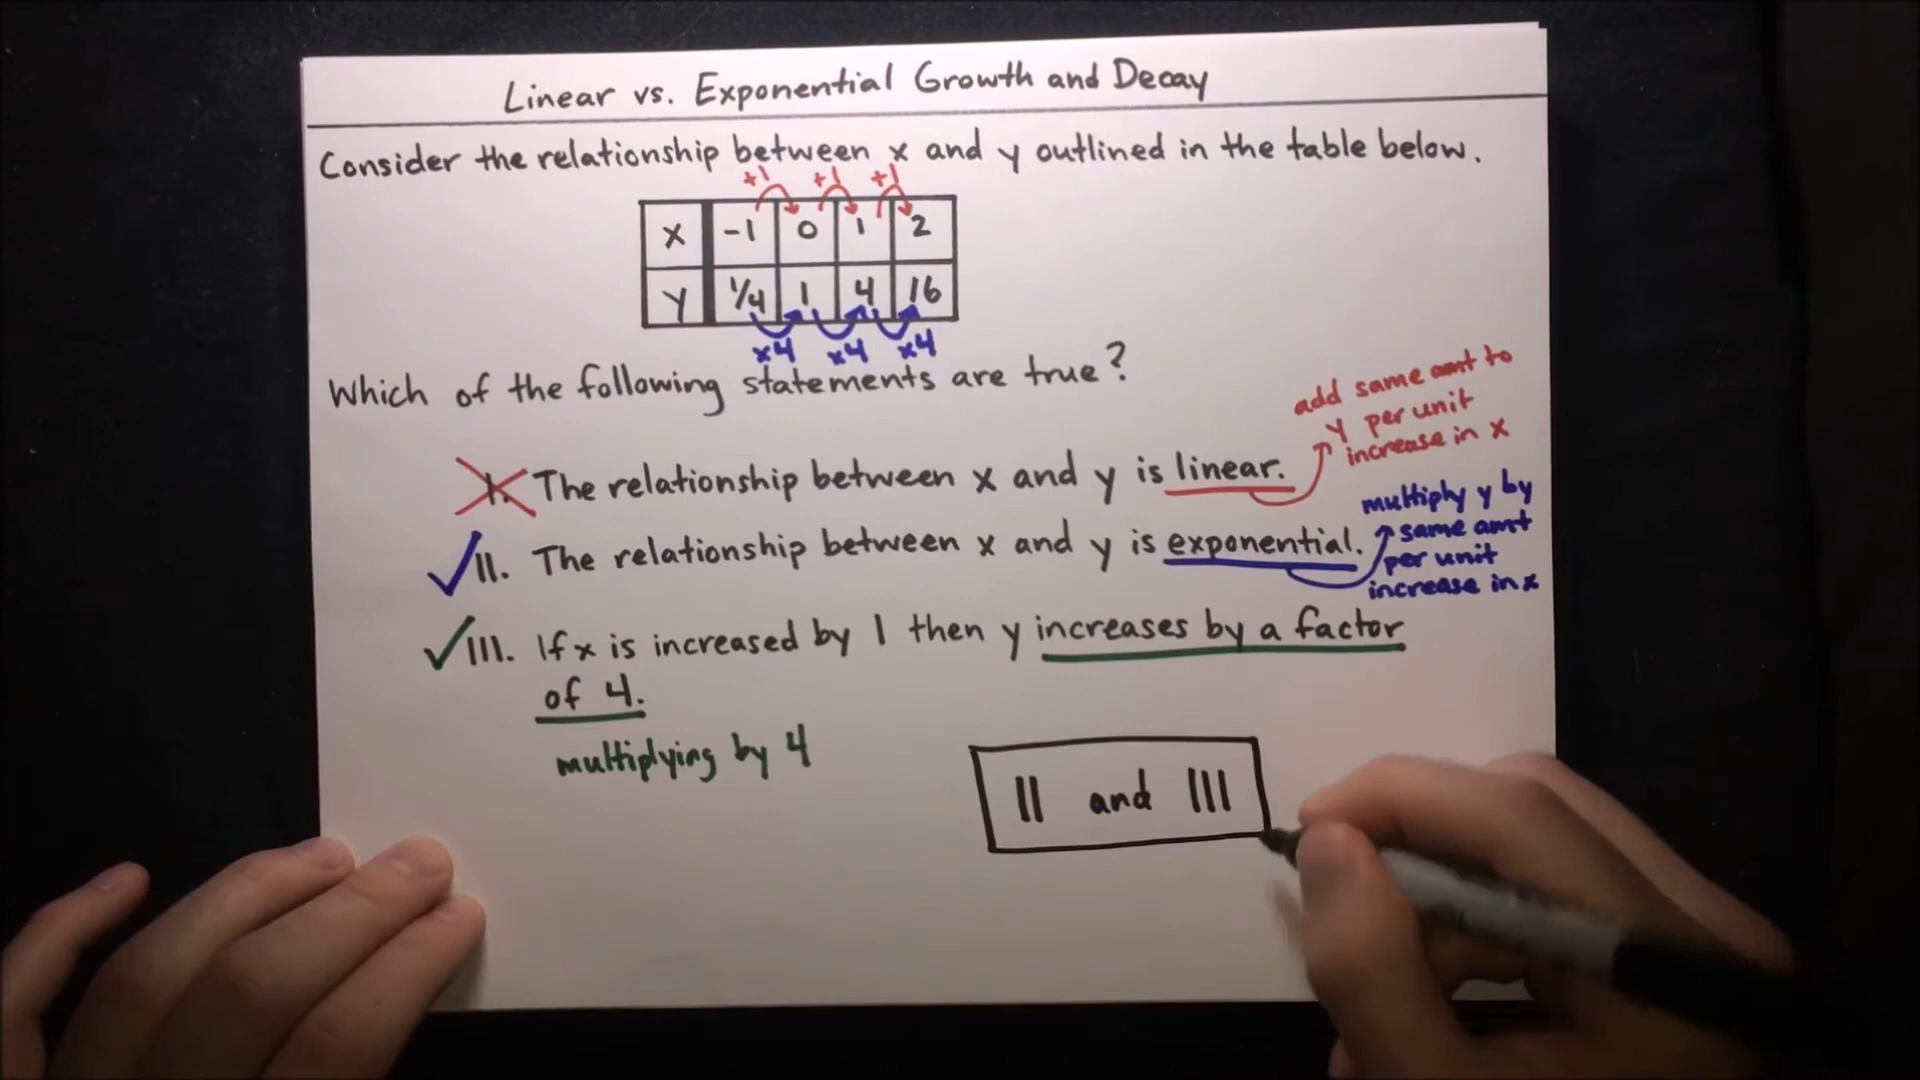 Linear vs. Exponential Growth and Decay
Consider the relationship between x and y outlined in the table below.
+1 +1 +1
X -1 0 1 2
Y 1/4 1 4 16
x4 x4 x4
Which of the following statements are true?
add same amt to
y per unit
increase in x
I. The relationship between x and y is linear.
multiply y by
same amt
per unit
increase in x
II. The relationship between x and y is exponential.
III. If x is increased by 1 then y increases by a factor
of 4.
multiplying by 4
II and III